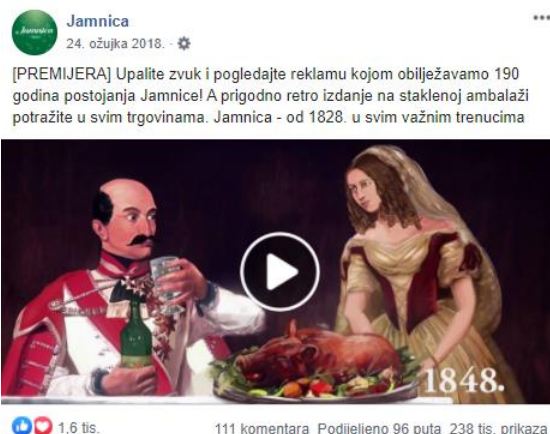 Jamnica
Jamnica
24. ožujka 2018. ·
[PREMIJERA] Upalite zvuk i pogledajte reklamu kojom obilježavamo 190
godina postojanja Jamnice! A prigodno retro izdanje na staklenoj ambalaži
potražite u svim trgovinama. Jamnica - od 1828. u svim važnim trenucima
1848.
1,6 tis.
111 komentara Podijeljeno 96 puta 238 tis. prikaza